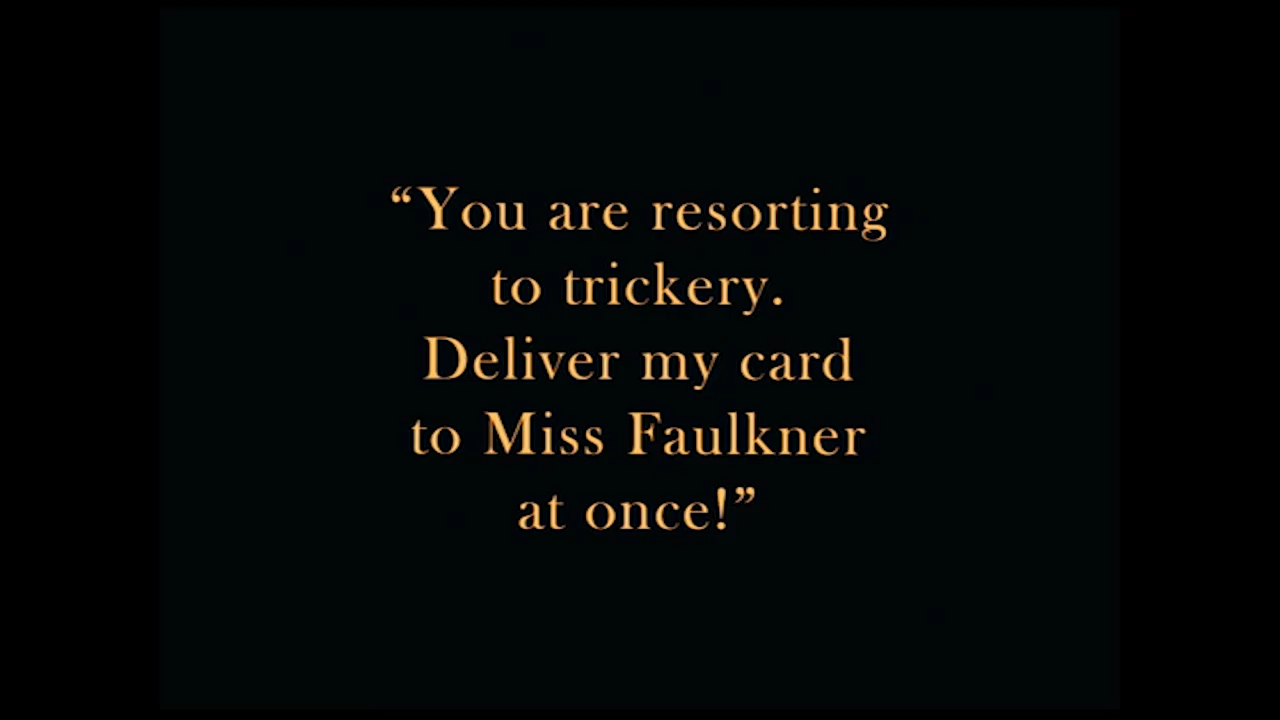 “You are resorting
to trickery.
Deliver my card
to Miss Faulkner
at once!”